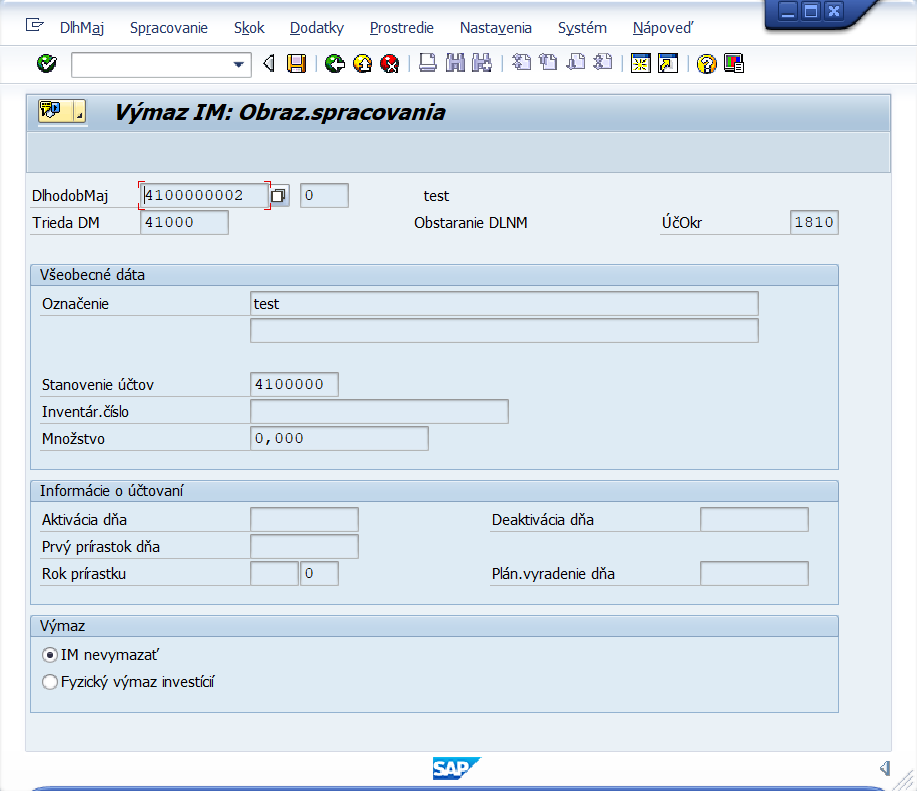 DlhMaj Spracovanie Skok Dodatky Prostredie Nastavenia Systém Nápoveď
Výmaz IM: Obraz.spracovania
DlhodobMaj 4100000002 0 test
Trieda DM 41000 Obstaranie DLNM ÚčOkr 1810
Všeobecné dáta
Označenie test
Stanovenie účtov 4100000
Inventár.číslo
Množstvo 0,000
Informácie o účtovaní
Aktivácia dňa Deaktivácia dňa
Prvý prírastok dňa
Rok prírastku 0 Plán.vyradenie dňa
Výmaz
IM nevymazať
Fyzický výmaz investícií
SAP